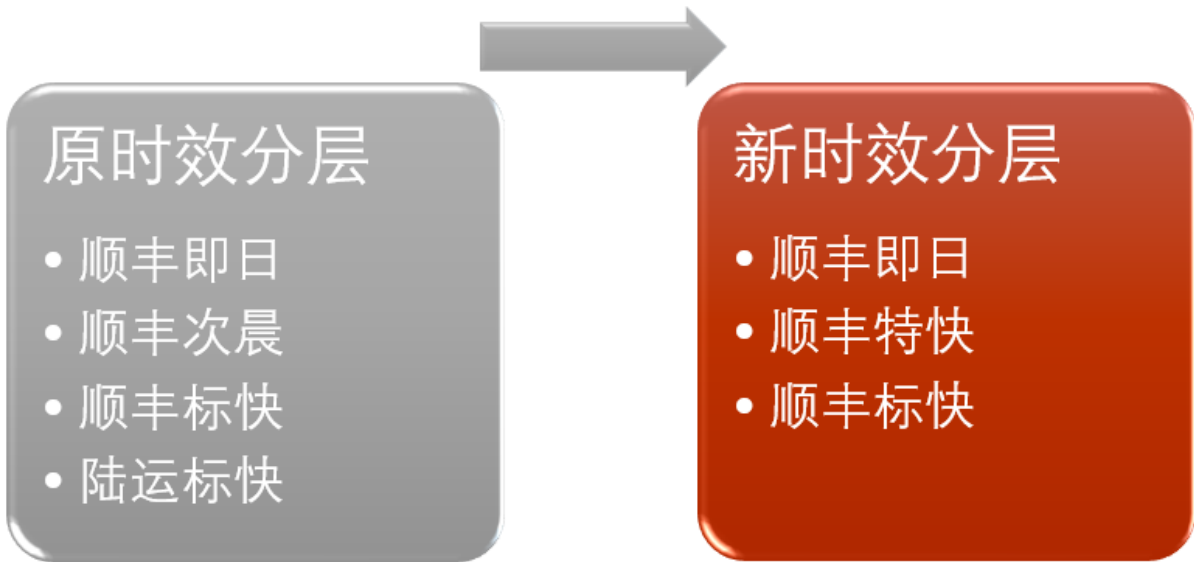 原时效分层
• 顺丰即日
• 顺丰次晨
• 顺丰标快
• 陆运标快
新时效分层
• 顺丰即日
• 顺丰特快
• 顺丰标快